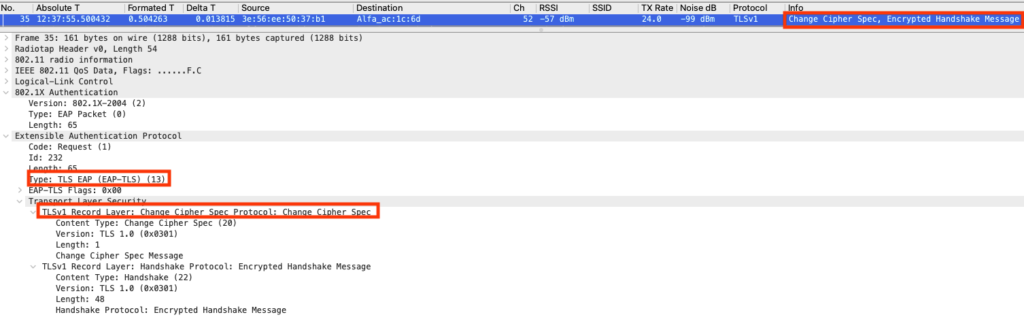 No. Absolute T Formated T Delta T Source Destination Ch RSSI SSID TX Rate Noise dB Protocol Info
35 12:37:55.500432 0.504263 0.013815 3e:56:ee:50:37:b1 Alfa_ac:1c:6d 52 -57 dBm 24.0 -99 dBm TLSv1 Change Cipher Spec, Encrypted Handshake Message
Frame 35: 161 bytes on wire (1288 bits), 161 bytes captured (1288 bits)
Radiotap Header v0, Length 54
802.11 radio information
IEEE 802.11 QoS Data, Flags: ......F.C
Logical-Link Control
802.1X Authentication
Version: 802.1X-2004 (2)
Type: EAP Packet (0)
Length: 65
Extensible Authentication Protocol
Code: Request (1)
Id: 232
Length: 65
Type: TLS EAP (EAP-TLS) (13)
EAP-TLS Flags: 0x00
Transport Layer Security
TLSv1 Record Layer: Change Cipher Spec Protocol: Change Cipher Spec
Content Type: Change Cipher Spec (20)
Version: TLS 1.0 (0x0301)
Length: 1
Change Cipher Spec Message
TLSv1 Record Layer: Handshake Protocol: Encrypted Handshake Message
Content Type: Handshake (22)
Version: TLS 1.0 (0x0301)
Length: 48
Handshake Protocol: Encrypted Handshake Message